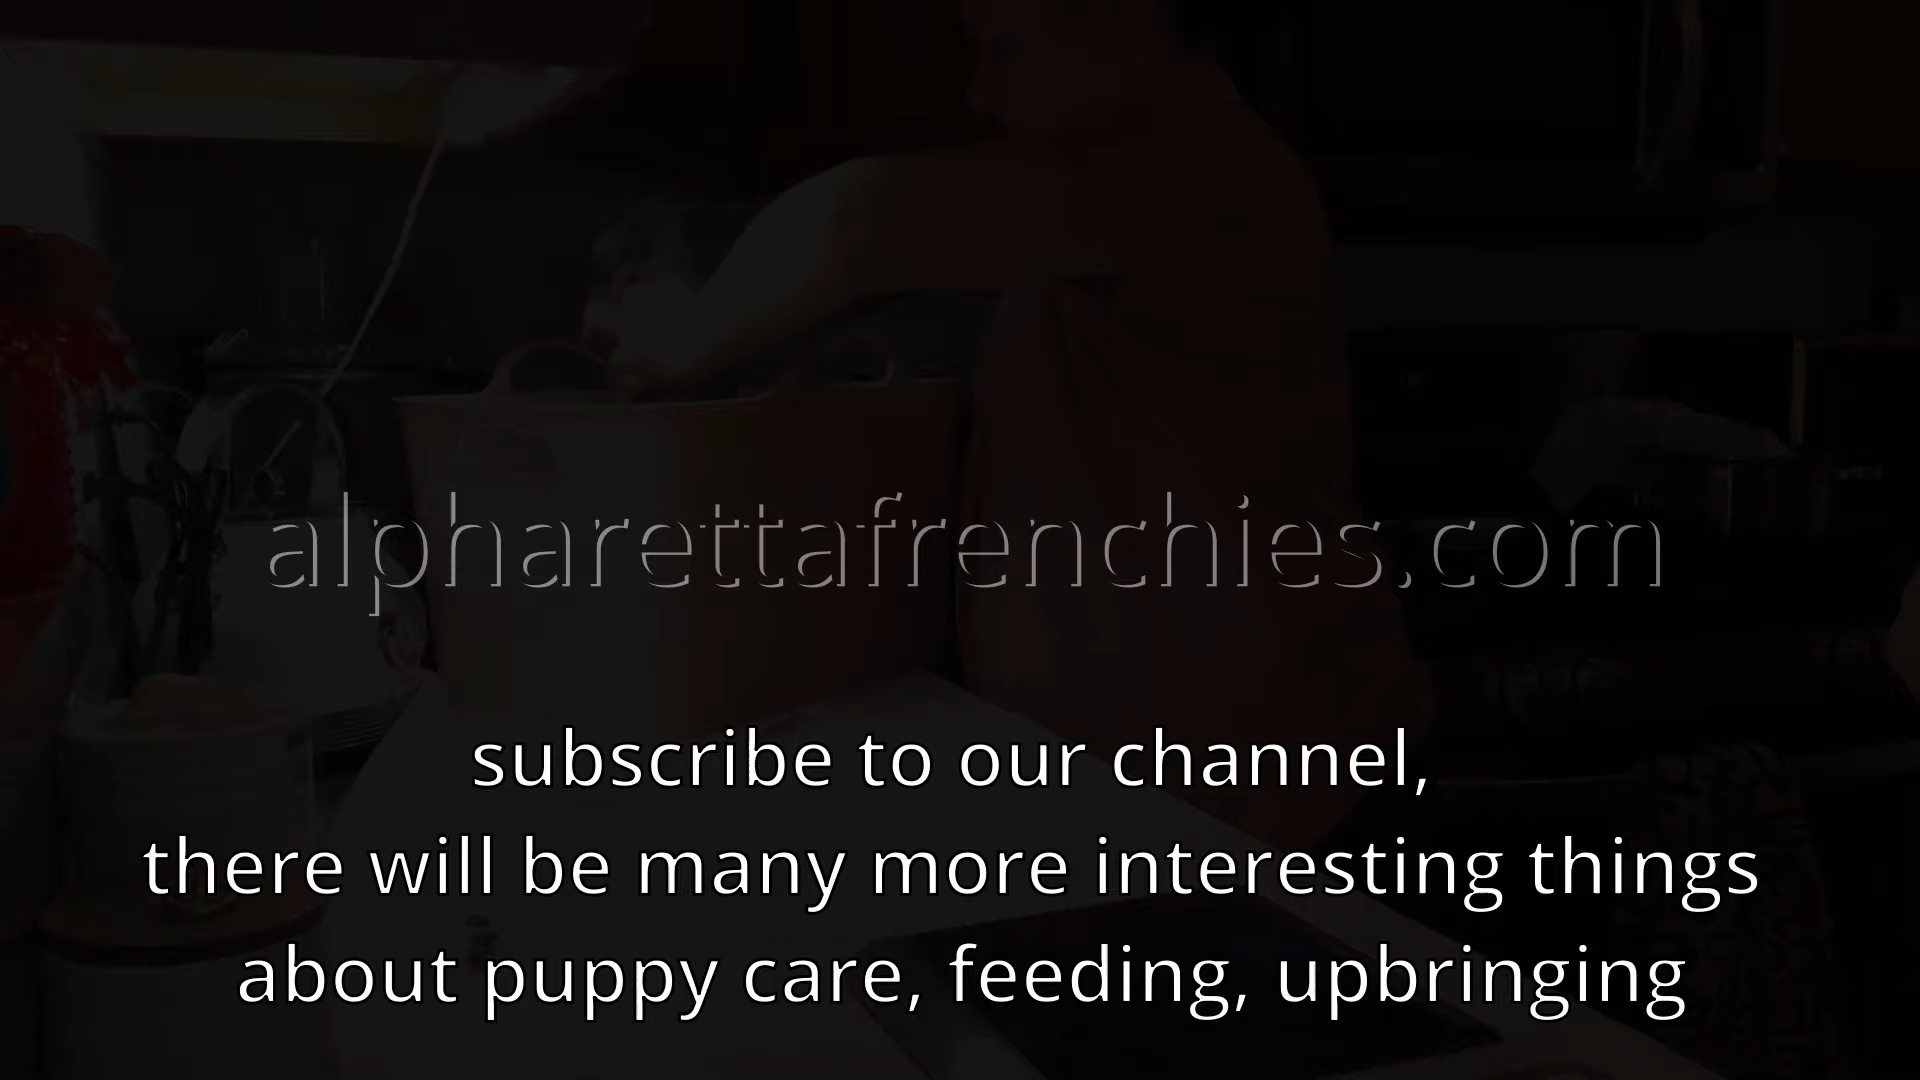 alpharettafrenchies.com
subscribe to our channel,
there will be many more interesting things
about puppy care, feeding, upbringing